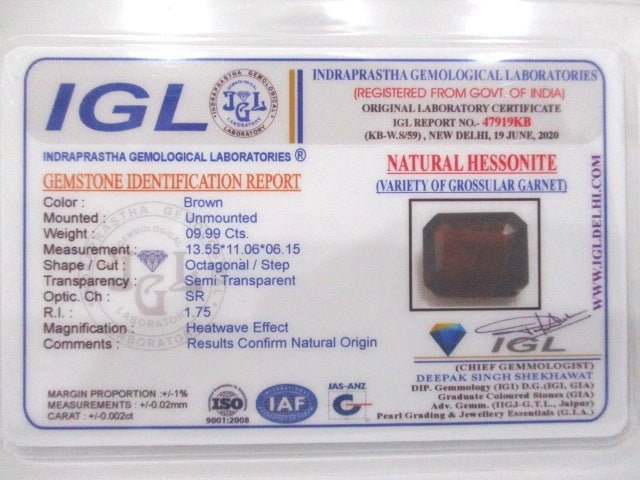 IGL
INDRAPRASTHA GEMOLOGICAL LABORATORY
IGL
INDRAPRASTHA GEMOLOGICAL LABORATORIES ®
GEMSTONE IDENTIFICATION REPORT
Color : Brown
Mounted : Unmounted
Weight : 09.99 Cts.
Measurement : 13.55*11.06*06.15
Shape / Cut : Octagonal / Step
Transparency : Semi Transparent
Optic. Ch : SR
R.I. : 1.75
Magnification : Heatwave Effect
Comments : Results Confirm Natural Origin
MARGIN PROPORTION :+/-1%
MEASUREMENTS : +/-0.02mm
CARAT : +/-0.002ct
ISO
9001:2008
IAF
JAS-ANZ
INDRAPRASTHA GEMOLOGICAL LABORATORIES
(REGISTERED FROM GOVT. OF INDIA)
ORIGINAL LABORATORY CERTIFICATE
IGL REPORT NO.- 47919KB
(KB-W.S/59) , NEW DELHI, 19 JUNE, 2020
NATURAL HESSONITE
(VARIETY OF GROSSULAR GARNET)
WWW.IGLDELHI.COM
IGL
(CHIEF GEMMOLOGIST)
DEEPAK SINGH SHEKHAWAT
DIP. Gemmology (IGI) D.G.(IGI, GIA)
Graduate Coloured Stones (GIA)
Adv. Gemm. (HGJ-G.T.L., Jaipur)
Pearl Grading & Jewellery Essentials (G.I.A.)